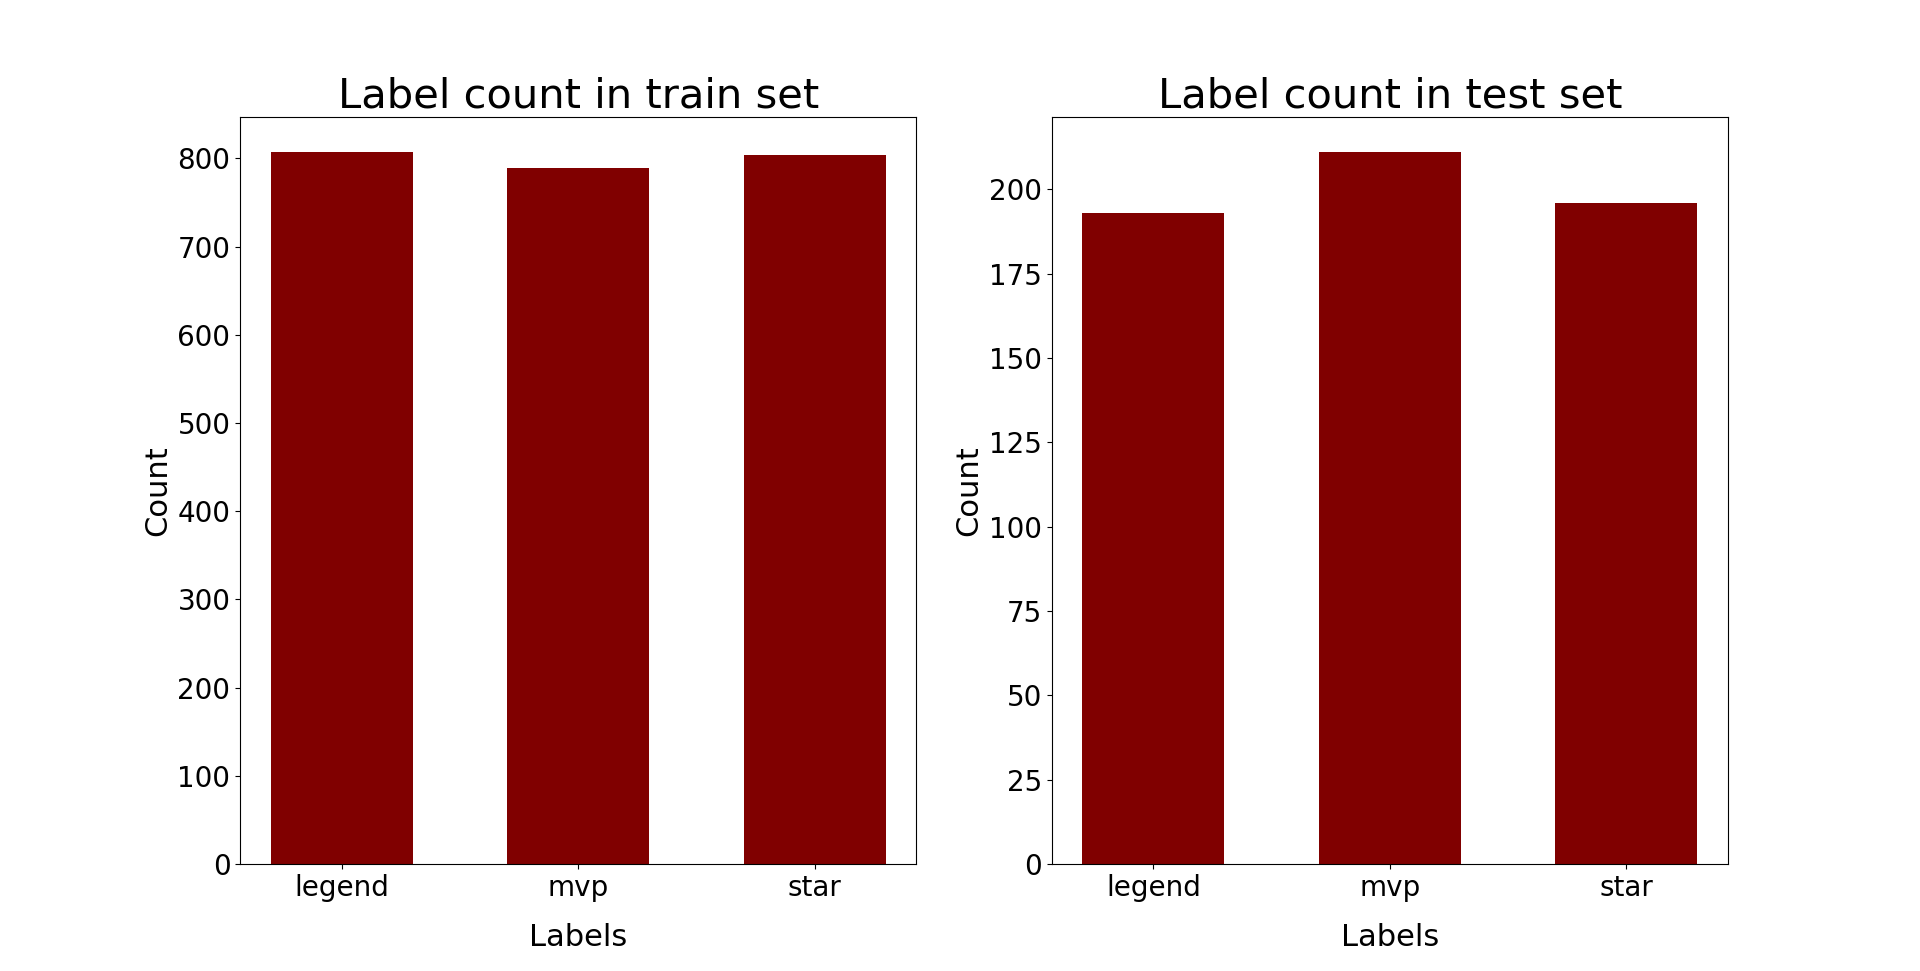 Label count in train set
800
700
600
500
400
300
200
100
0
Count
legend mvp star
Labels
Label count in test set
200
175
150
125
100
75
50
25
0
Count
legend mvp star
Labels